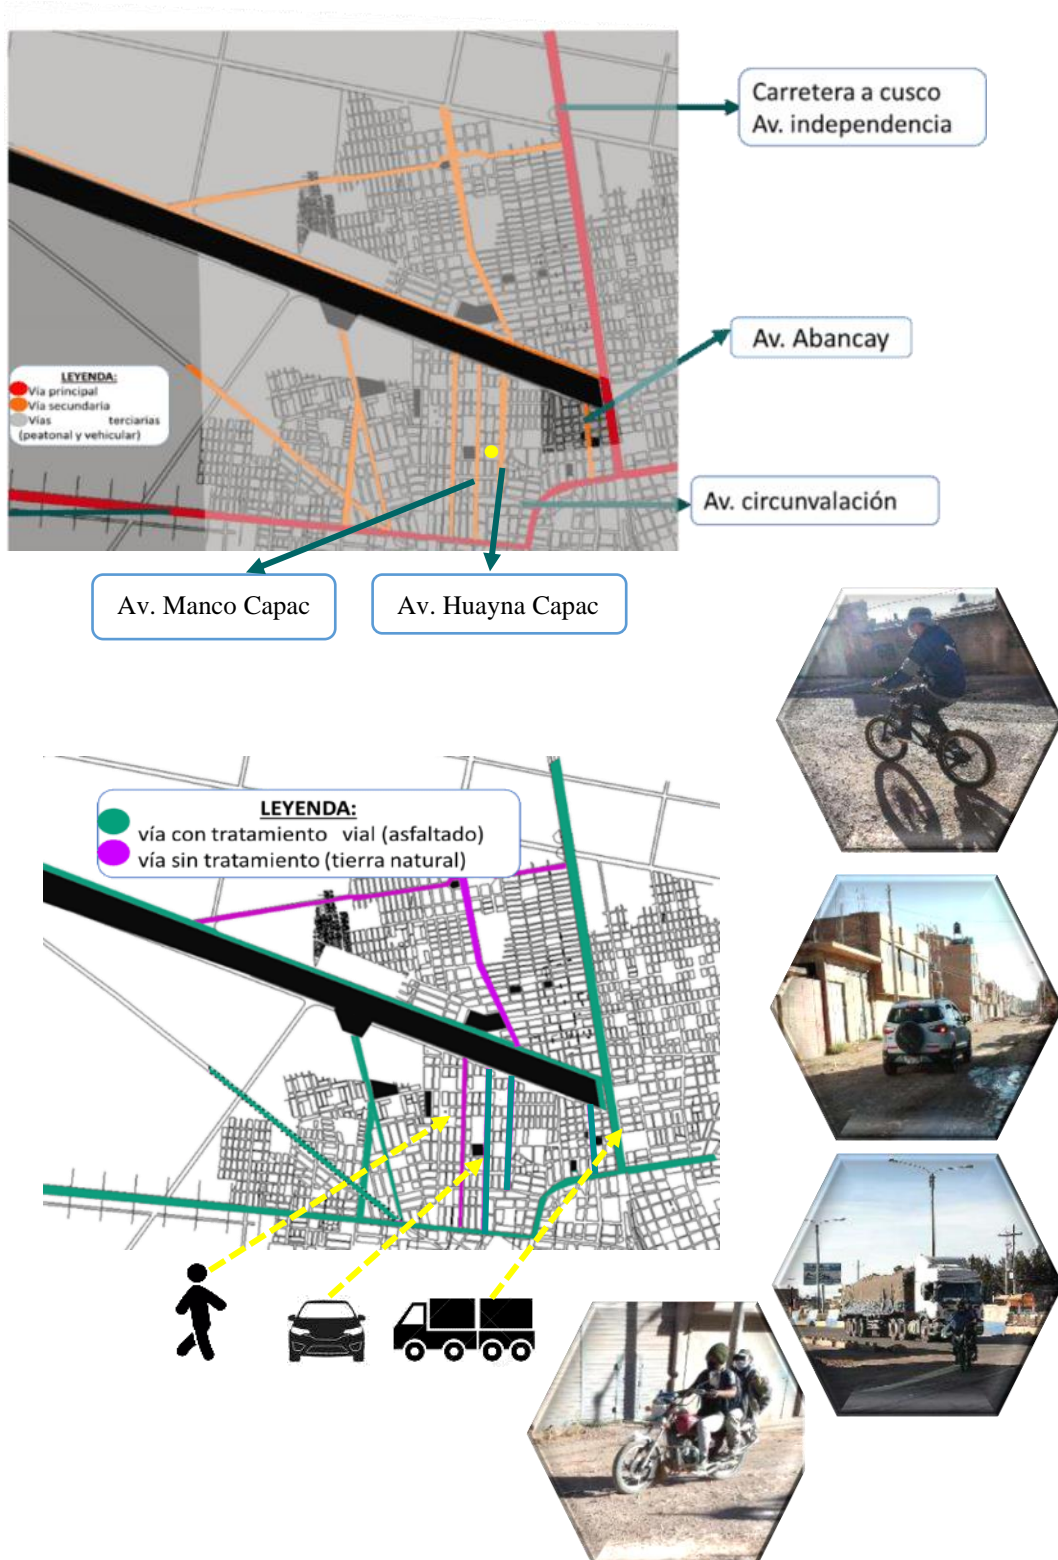 Carretera a cusco
Av. independencia
Av. Abancay
LEYENDA:
Vía principal
Vía secundaria
Vías terciarias
(peatonal y vehicular)
Av. circunvalación
Av. Manco Capac
Av. Huayna Capac
LEYENDA:
vía con tratamiento vial (asfaltado)
vía sin tratamiento (tierra natural)